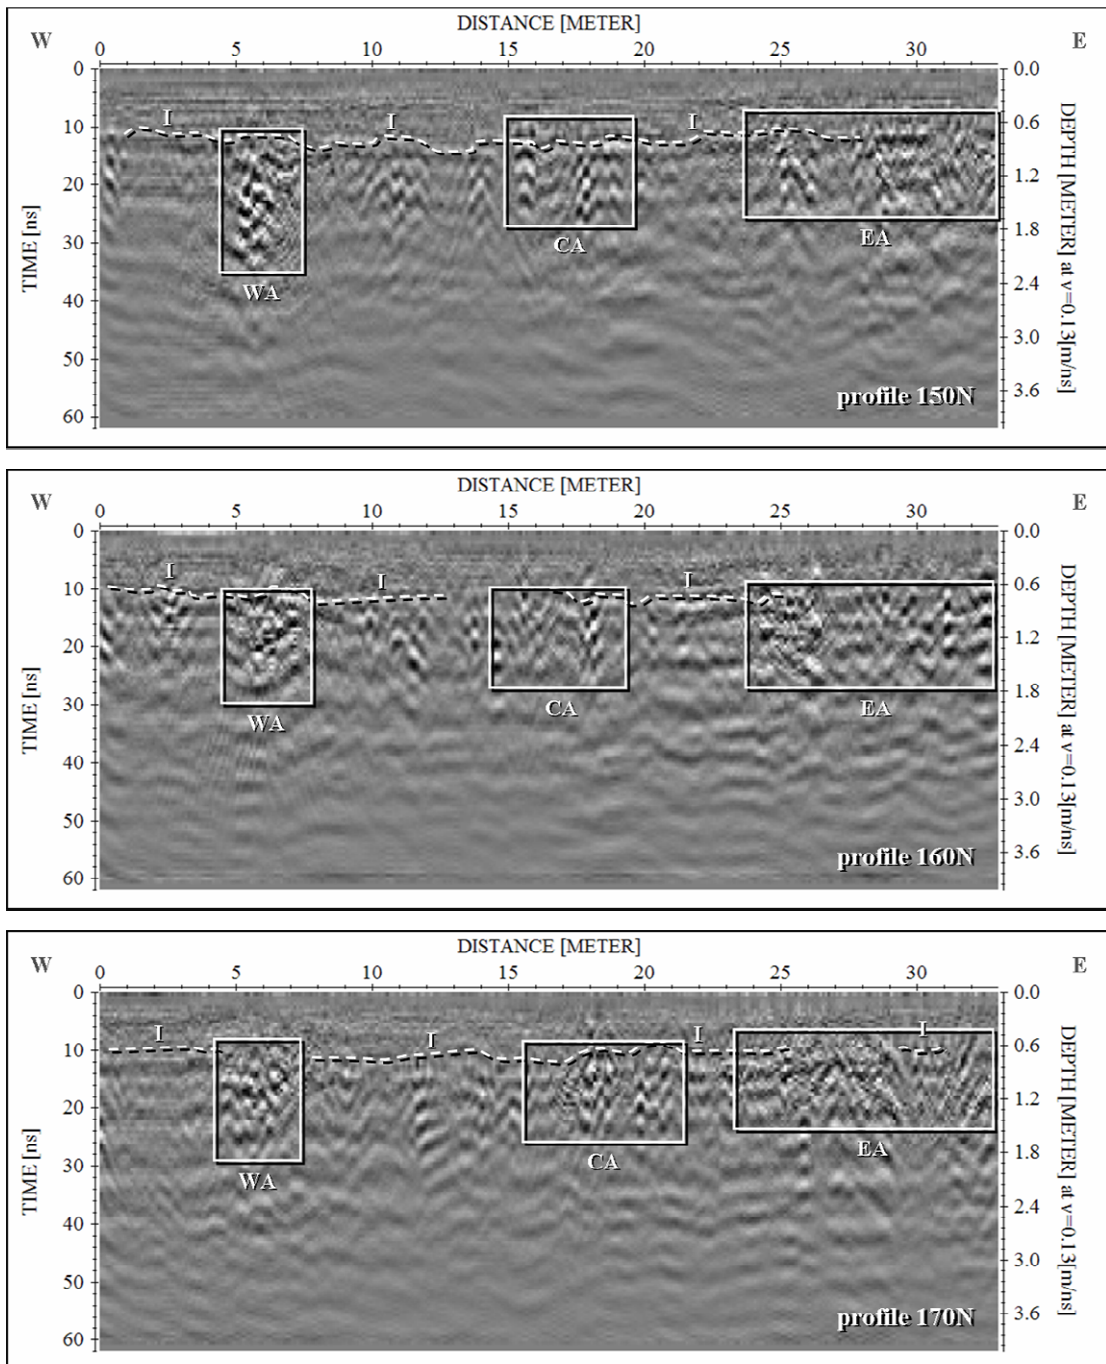 DISTANCE [METER]
W E
0 5 10 15 20 25 30
TIME [ns]
0
10
20
30
40
50
60
DEPTH [METER] at v=0.13[m/ns]
0.0
0.6
1.2
1.8
2.4
3.0
3.6
I I I
WA CA EA
profile 150N
DISTANCE [METER]
W E
0 5 10 15 20 25 30
TIME [ns]
0
10
20
30
40
50
60
DEPTH [METER] at v=0.13[m/ns]
0.0
0.6
1.2
1.8
2.4
3.0
3.6
I I I
WA CA EA
profile 160N
DISTANCE [METER]
W E
0 5 10 15 20 25 30
TIME [ns]
0
10
20
30
40
50
60
DEPTH [METER] at v=0.13[m/ns]
0.0
0.6
1.2
1.8
2.4
3.0
3.6
I I I I
WA CA EA
profile 170N